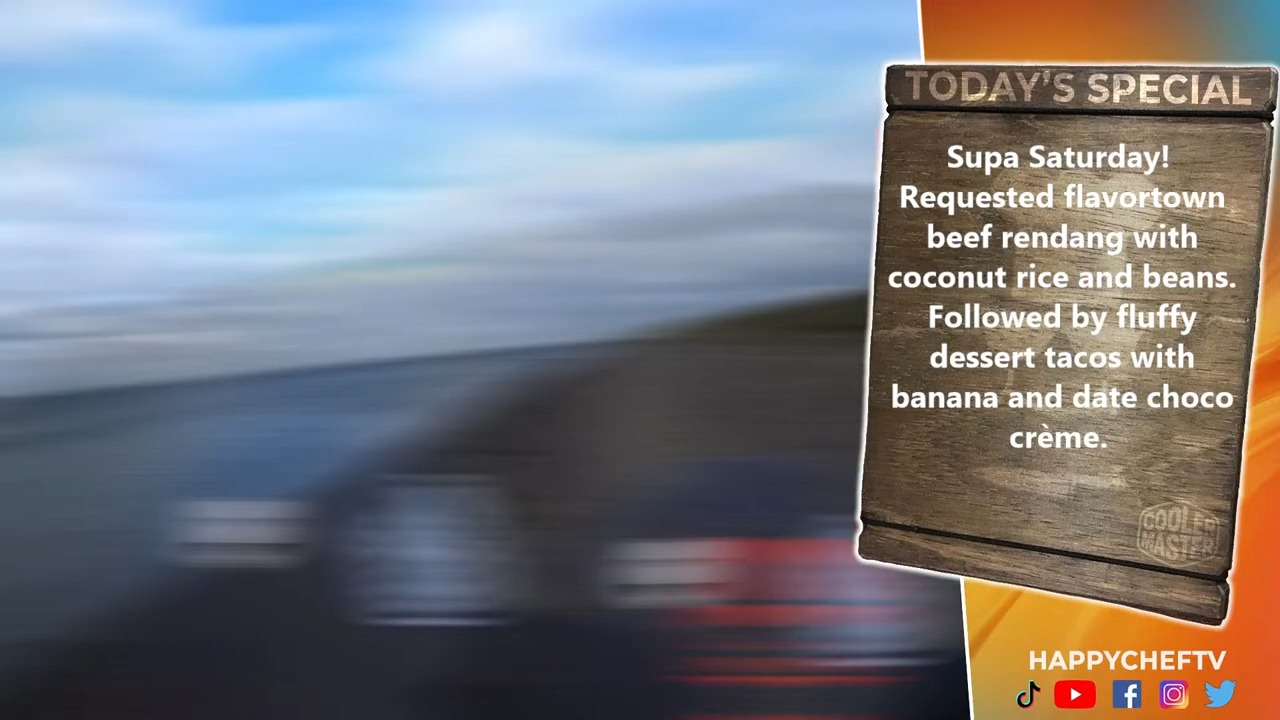 TODAY'S SPECIAL
Supa Saturday!
Requested flavortown
beef rendang with
coconut rice and beans.
Followed by fluffy
dessert tacos with
banana and date choco
crème.
COOLER
MASTER
HAPPYCHEFTV